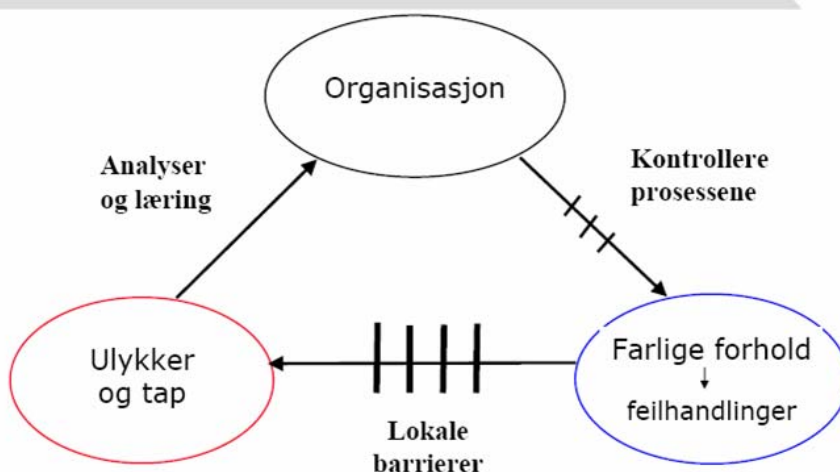 Organisasjon
Analyser
og læring
Kontrollere
prosessene
Ulykker
og tap
Farlige forhold
feilhandlinger
Lokale
barrierer